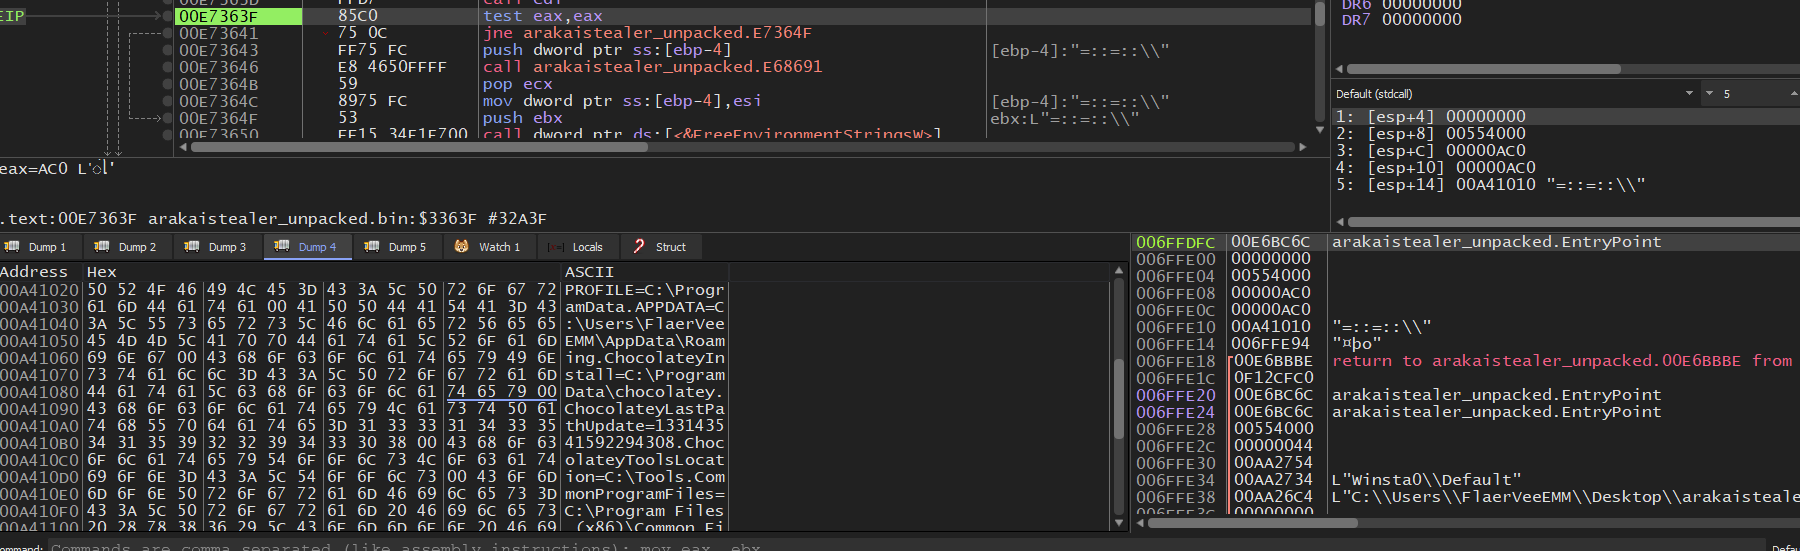 EIP
00E7363F 85C0 test eax,eax
00E73641 75 0C jne arakaistealer_unpacked.E7364F
00E73643 FF75 FC push dword ptr ss:[ebp-4] [ebp-4]:"=::=::\\"
00E73646 E8 4650FFFF call arakaistealer_unpacked.E68691
00E7364B 59 pop ecx
00E7364C 8975 FC mov dword ptr ss:[ebp-4],esi [ebp-4]:"=::=::\\"
00E7364F 53 push ebx ebx:L"=::=::\\"
00E73650 FF15 34F1E700 call dword ptr ds:[<&FreeEnvironmentStringsW>]
DR6 00000000
DR7 00000000
Default (stdcall) 5
1: [esp+4] 00000000
2: [esp+8] 00554000
3: [esp+C] 00000AC0
4: [esp+10] 00000AC0
5: [esp+14] 00A41010 "=::=::\\"
.text:00E7363F arakaistealer_unpacked.bin:$3363F #32A3F
Dump 1 Dump 2 Dump 3 Dump 4 Dump 5 Watch 1 Locals Struct
Address Hex ASCII
00A41020 50 52 4F 46 49 4C 45 3D 43 3A 5C 50 72 6F 67 72 PROFILE=C:\Progr
00A41030 61 6D 44 61 74 61 00 41 50 50 44 41 54 41 3D 43 amData.APPDATA=C
00A41040 3A 5C 55 73 65 72 73 5C 46 6C 61 65 72 56 65 65 :\Users\FlaerVee
00A41050 45 4D 4D 5C 41 70 70 44 61 74 61 5C 52 6F 61 6D EMM\AppData\Roam
00A41060 69 6E 67 00 43 68 6F 63 6F 6C 61 74 65 79 49 6E ing.ChocolateyIn
00A41070 73 74 61 6C 6C 3D 43 3A 5C 50 72 6F 67 72 61 6D stall=C:\Program
00A41080 44 61 74 61 5C 63 68 6F 63 6F 6C 61 74 65 79 00 Data\chocolatey.
00A41090 43 68 6F 63 6F 6C 61 74 65 79 4C 61 73 74 50 61 ChocolateyLastPa
00A410A0 74 68 55 70 64 61 74 65 3D 31 33 33 31 34 33 35 thUpdate=1331435
00A410B0 34 31 35 39 32 32 39 34 33 30 38 00 43 68 6F 63 41592294308.Choc
00A410C0 6F 6C 61 74 65 79 54 6F 6F 6C 73 4C 6F 63 61 74 olateyToolsLocat
00A410D0 69 6F 6E 3D 43 3A 5C 54 6F 6F 6C 73 00 43 6F 6D ion=C:\Tools.Com
00A410E0 6D 6F 6E 50 72 6F 67 72 61 6D 46 69 6C 65 73 3D monProgramFiles=
00A410F0 43 3A 5C 50 72 6F 67 72 61 6D 20 46 69 6C 65 73 C:\Program Files
00A41100 20 28 78 38 36 29 5C 43 6F 6D 6D 6F 6E 20 46 69 (x86)\Common Fi
006FFDFC 00E6BC6C arakaistealer_unpacked.EntryPoint
006FFE00 00000000
006FFE04 00554000
006FFE08 00000AC0
006FFE0C 00000AC0
006FFE10 00A41010 "=::=::\\"
006FFE14 006FFE94 "¤þo"
006FFE18 00E6BBBE return to arakaistealer_unpacked.00E6BBBE from
006FFE1C 0F12CFC0
006FFE20 00E6BC6C arakaistealer_unpacked.EntryPoint
006FFE24 00E6BC6C arakaistealer_unpacked.EntryPoint
006FFE28 00554000
006FFE2C 00000044
006FFE30 00AA2754
006FFE34 00AA2734 L"Winsta0\\Default"
006FFE38 00AA26C4 L"C:\\Users\\FlaerVeeEMM\\Desktop\\arakaisteale
006FFE3C 00000000
Commands are comma separated (like assembly instructions): mov eax, ebx